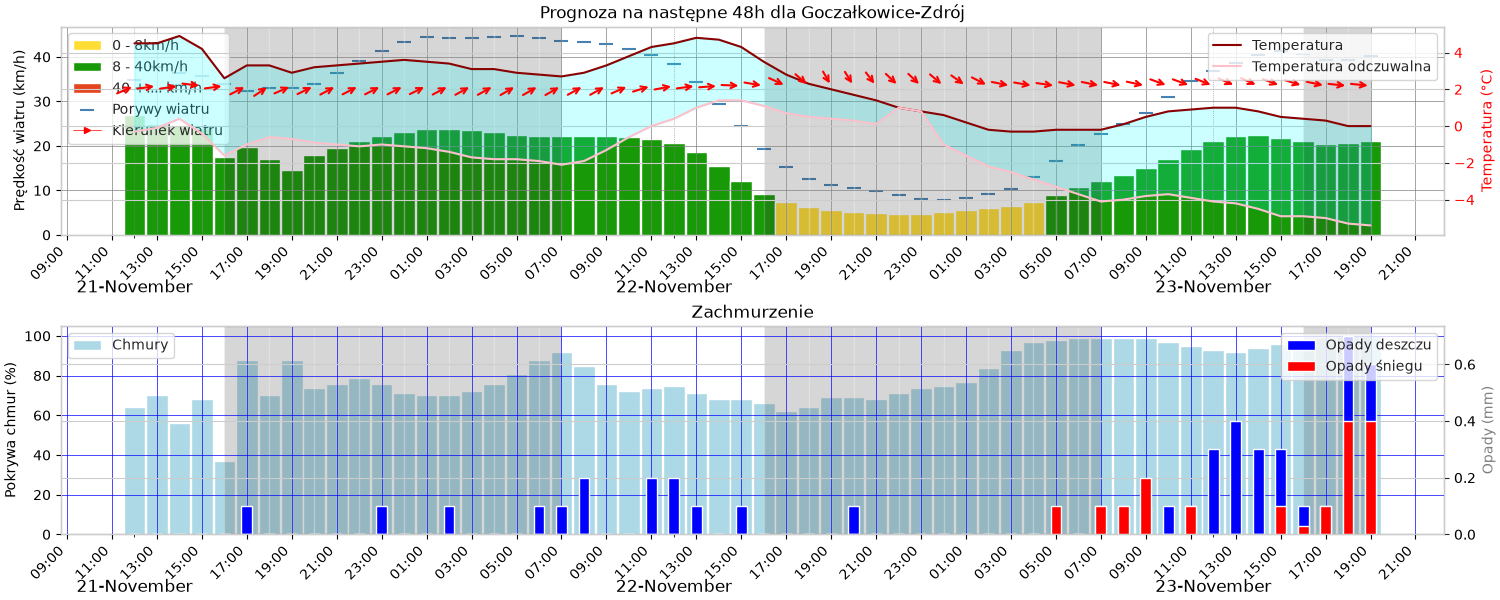 Prognoza na następne 48h dla Goczałkowice-Zdrój
Prędkość wiatru (km/h)
40
30
20
10
0
0 - 8km/h
8 - 40km/h
Porywy wiatru
Kierunek wiatru
Temperatura
Temperatura odczuwalna
4
2
0
−2
−4
Temperatura (°C)
09:00 11:00 13:00 15:00 17:00 19:00 21:00 23:00 01:00 03:00 05:00 07:00 09:00 11:00 13:00 15:00 17:00 19:00 21:00 23:00 01:00 03:00 05:00 07:00 09:00 11:00 13:00 15:00 17:00 19:00 21:00
21-November 22-November 23-November
Zachmurzenie
Pokrywa chmur (%)
100
80
60
40
20
0
Chmury
Opady deszczu
Opady śniegu
0.6
0.4
0.2
0.0
Opady (mm)
09:00 11:00 13:00 15:00 17:00 19:00 21:00 23:00 01:00 03:00 05:00 07:00 09:00 11:00 13:00 15:00 17:00 19:00 21:00 23:00 01:00 03:00 05:00 07:00 09:00 11:00 13:00 15:00 17:00 19:00 21:00
21-November 22-November 23-November